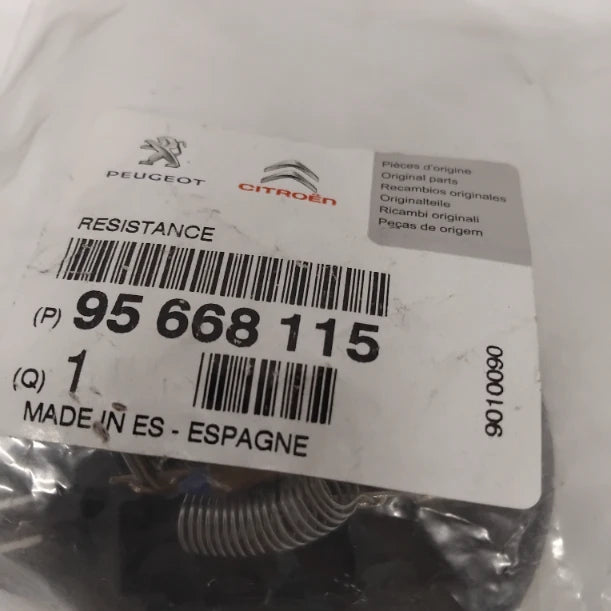 PEUGEOT
CITROËN
Pièces d'origine
Original parts
Recambios originales
Originalteile
Ricambi originali
Peças de origem
RESISTANCE
(P) 95 668 115
(Q) 1
MADE IN ES - ESPAGNE
9010090